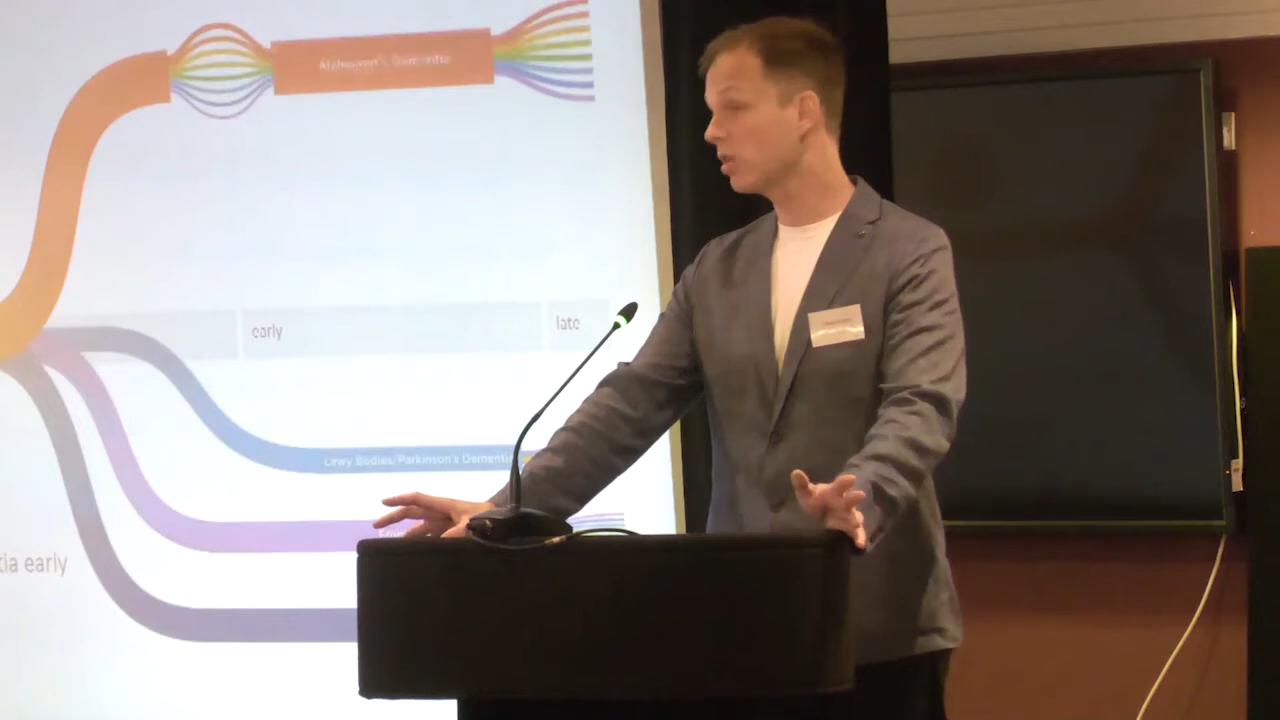 Alzheimer's Dementia
early
late
Lewy Bodies/Parkinson's Dementia
tia early